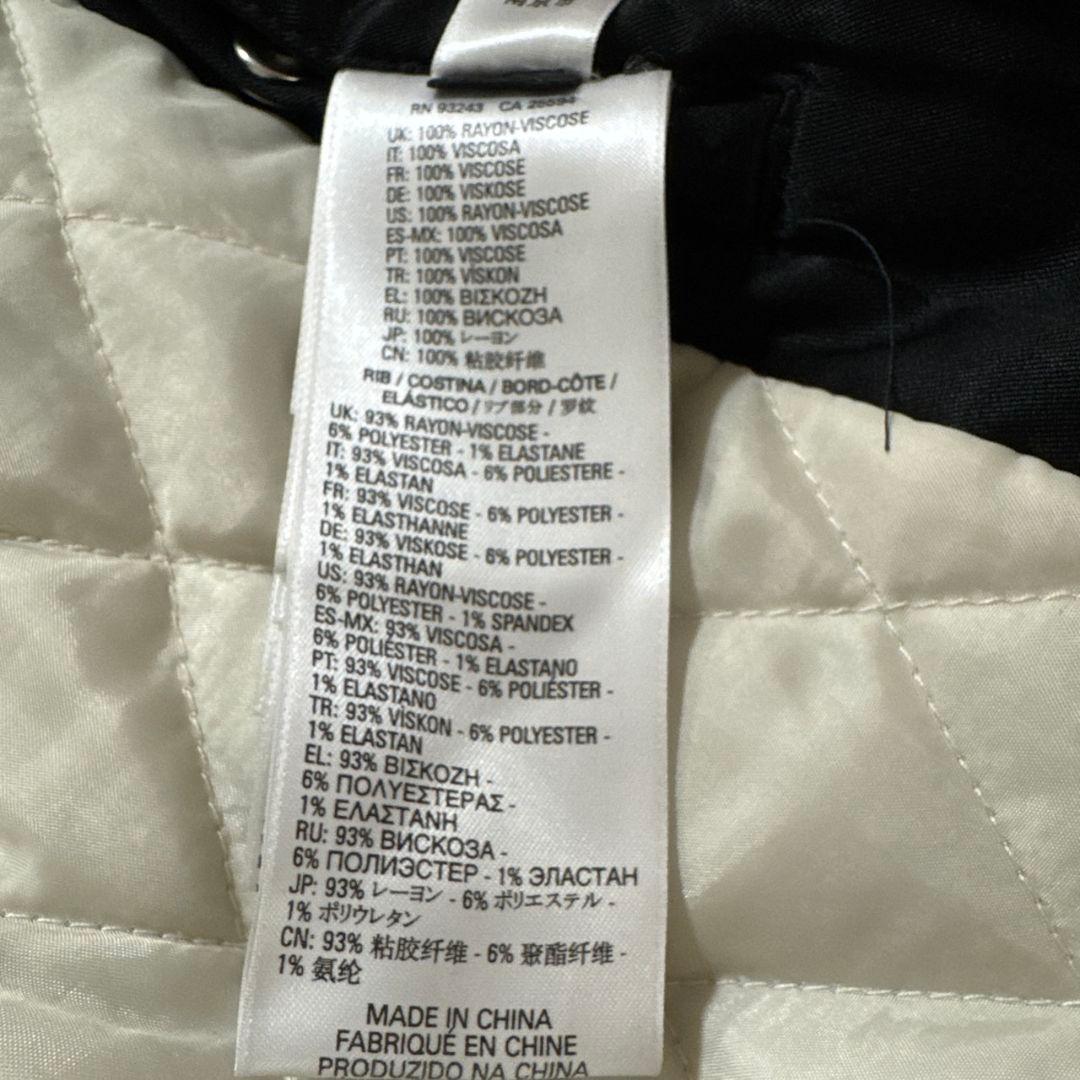 RN 93243 CA 26594
UK: 100% RAYON-VISCOSE
IT: 100% VISCOSA
FR: 100% VISCOSE
DE: 100% VISKOSE
US: 100% RAYON-VISCOSE
ES-MX: 100% VISCOSA
PT: 100% VISCOSE
TR: 100% VİSKON
EL: 100% ΒΙΣΚΟΖΗ
RU: 100% ВИСКОЗА
JP: 100% レーヨン
CN: 100% 粘胶纤维
RIB / COSTINA / BORD-CÔTE /
ELÁSTICO / リブ部分 / 罗纹
UK: 93% RAYON-VISCOSE -
6% POLYESTER - 1% ELASTANE
IT: 93% VISCOSA - 6% POLIESTERE -
1% ELASTAN
FR: 93% VISCOSE - 6% POLYESTER -
1% ELASTHANNE
DE: 93% VISKOSE - 6% POLYESTER -
1% ELASTHAN
US: 93% RAYON-VISCOSE -
6% POLYESTER - 1% SPANDEX
ES-MX: 93% VISCOSA -
6% POLIÉSTER - 1% ELASTANO
PT: 93% VISCOSE - 6% POLIÉSTER -
1% ELASTANO
TR: 93% VİSKON - 6% POLYESTER -
1% ELASTAN
EL: 93% ΒΙΣΚΟΖΗ -
6% ΠΟΛΥΕΣΤΕΡΑΣ -
1% ΕΛΑΣΤΑΝΗ
RU: 93% ВИСКОЗА -
6% ПОЛИЭСТЕР - 1% ЭЛАСТАН
JP: 93% レーヨン - 6% ポリエステル -
1% ポリウレタン
CN: 93% 粘胶纤维 - 6% 聚酯纤维 -
1% 氨纶
MADE IN CHINA
FABRIQUÉ EN CHINE
PRODUZIDO NA CHINA